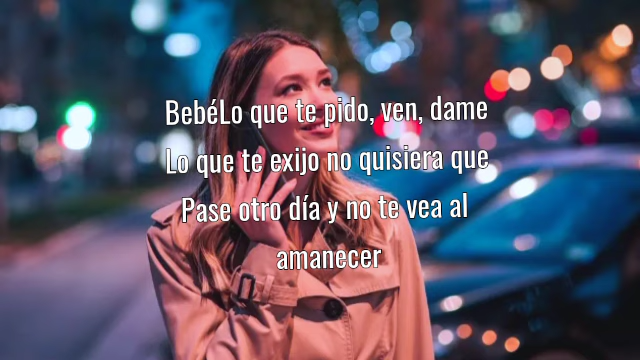 BebéLo que te pido, ven, dame
Lo que te exijo no quisiera que
Pase otro día y no te vea al
amanecer